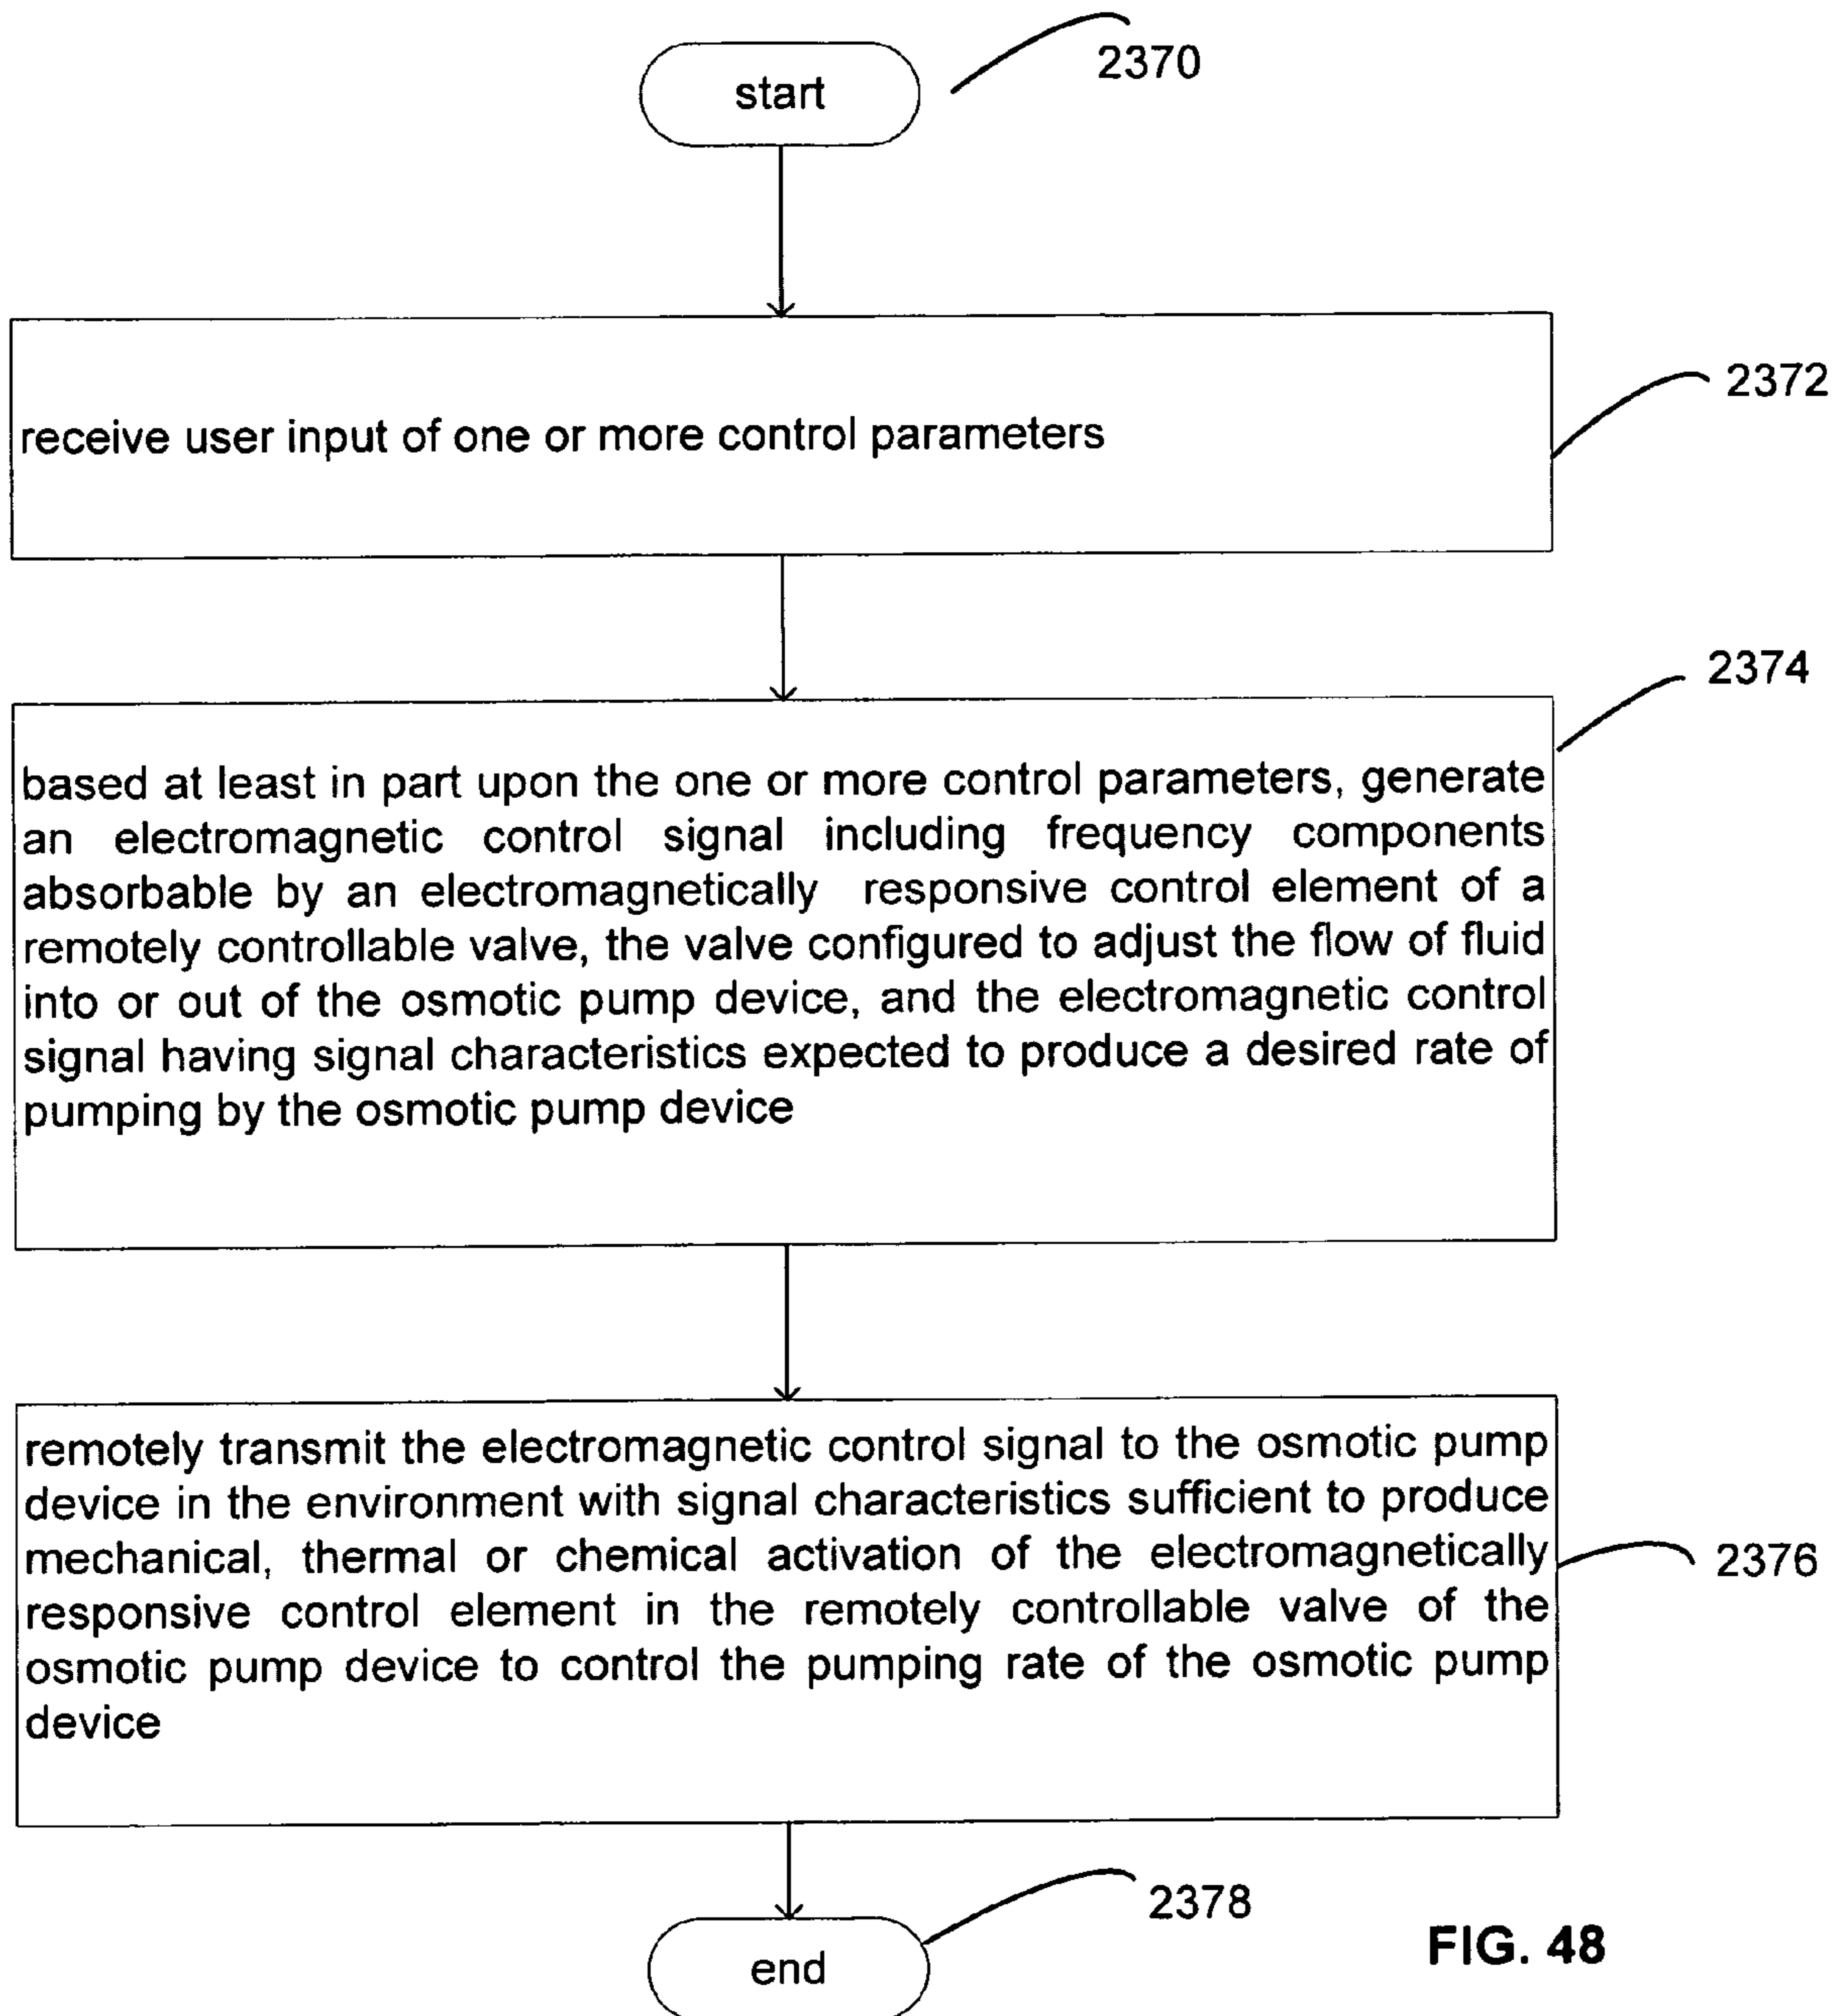 start
2370
receive user input of one or more control parameters
2372
2374
based at least in part upon the one or more control parameters, generate
an electromagnetic control signal including frequency components
absorbable by an electromagnetically responsive control element of a
remotely controllable valve, the valve configured to adjust the flow of fluid
into or out of the osmotic pump device, and the electromagnetic control
signal having signal characteristics expected to produce a desired rate of
pumping by the osmotic pump device
remotely transmit the electromagnetic control signal to the osmotic pump
device in the environment with signal characteristics sufficient to produce
mechanical, thermal or chemical activation of the electromagnetically
responsive control element in the remotely controllable valve of the
osmotic pump device to control the pumping rate of the osmotic pump
device
2376
2378
end
FIG. 48